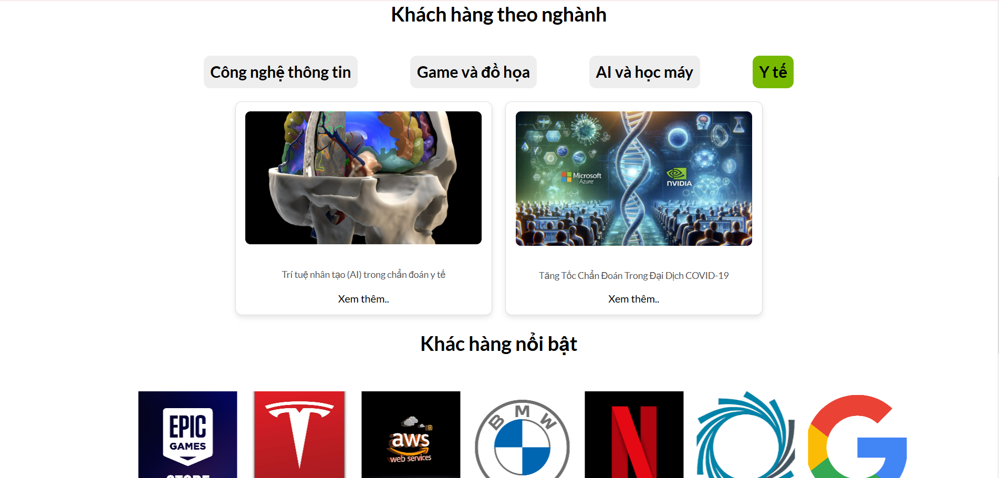 Khách hàng theo nghành
Công nghệ thông tin
Game và đồ họa
AI và học máy
Y tế
Microsoft
Azure
NVIDIA
Trí tuệ nhân tạo (AI) trong chẩn đoán y tế
Tăng Tốc Chẩn Đoán Trong Đại Dịch COVID-19
Xem thêm..
Xem thêm..
Khác hàng nổi bật
EPIC
GAMES
STORE
aws
web services
BMW